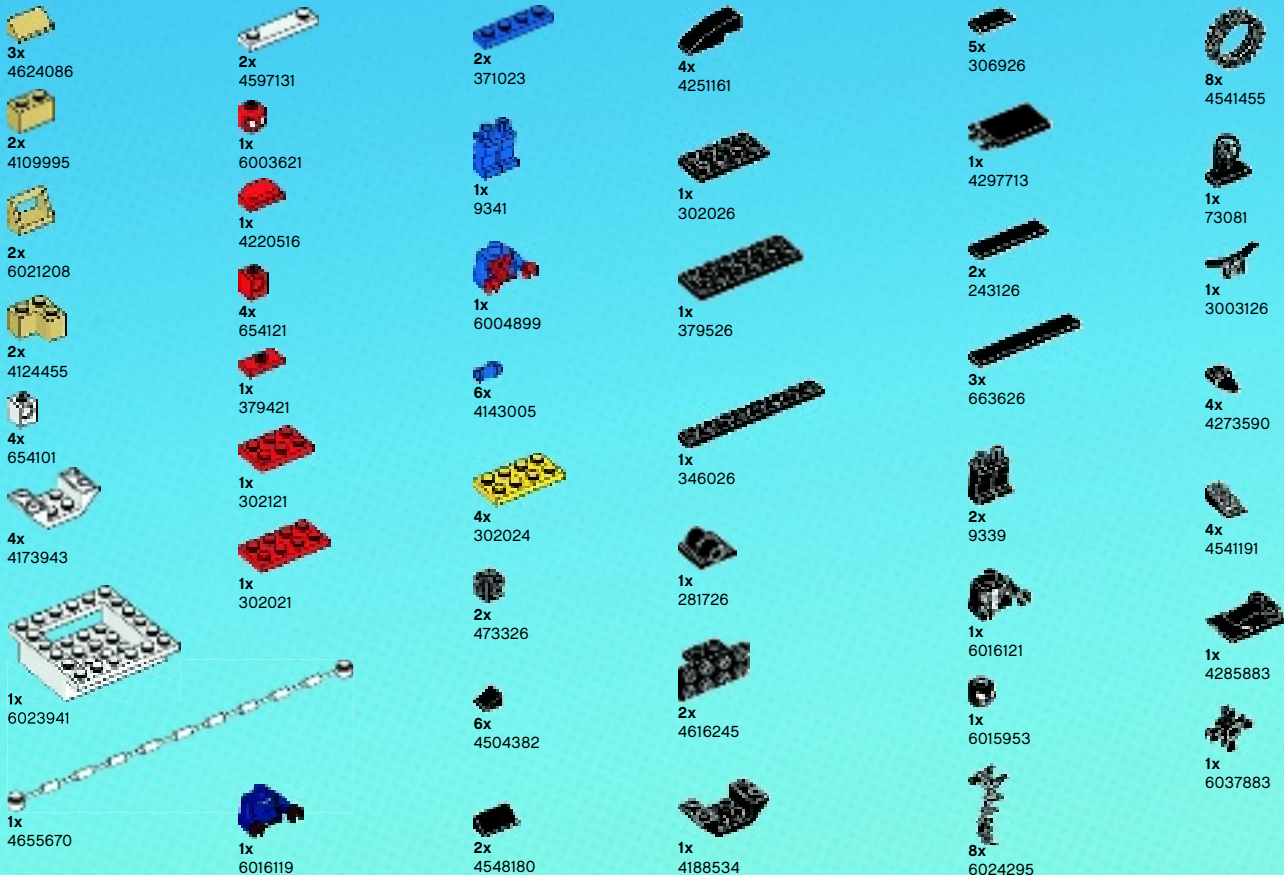 3x
4624086
2x
4109995
2x
6021208
2x
4124455
4x
654101
4x
4173943
1x
6023941
1x
4655670
2x
4597131
1x
6003621
1x
4220516
4x
654121
1x
379421
1x
302121
1x
302021
1x
6016119
2x
371023
1x
9341
1x
6004899
6x
4143005
4x
302024
2x
473326
6x
4504382
2x
4548180
4x
4251161
1x
302026
1x
379526
1x
346026
1x
281726
2x
4616245
1x
4188534
5x
306926
1x
4297713
2x
243126
3x
663626
2x
9339
1x
6016121
1x
6015953
8x
6024295
8x
4541455
1x
73081
1x
3003126
4x
4273590
4x
4541191
1x
4285883
1x
6037883